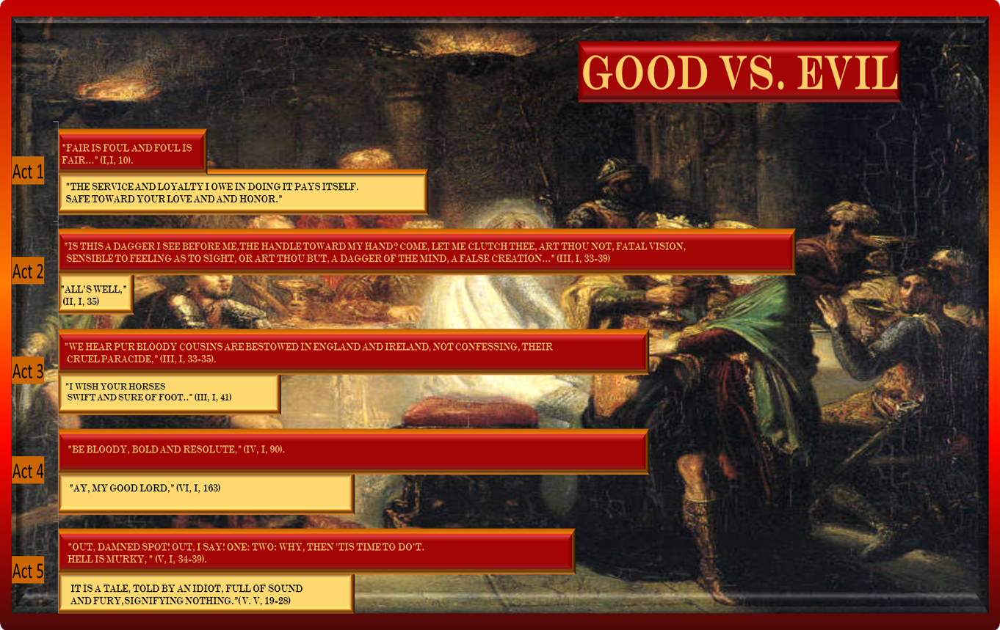 GOOD VS. EVIL
Act 1
"FAIR IS FOUL AND FOUL IS
FAIR..." (I,I, 10).
"THE SERVICE AND LOYALTY I OWE IN DOING IT PAYS ITSELF.
SAFE TOWARD YOUR LOVE AND AND HONOR."
Act 2
"IS THIS A DAGGER I SEE BEFORE ME,THE HANDLE TOWARD MY HAND? COME, LET ME CLUTCH THEE, ART THOU NOT, FATAL VISION,
SENSIBLE TO FEELING AS TO SIGHT, OR ART THOU BUT, A DAGGER OF THE MIND, A FALSE CREATION..." (III, I, 33-39)
"ALL'S WELL,"
(II, I, 35)
Act 3
"WE HEAR PUR BLOODY COUSINS ARE BESTOWED IN ENGLAND AND IRELAND, NOT CONFESSING, THEIR
CRUEL PARACIDE," (III, I, 33-35).
"I WISH YOUR HORSES
SWIFT AND SURE OF FOOT.." (III, I, 41)
Act 4
"BE BLOODY, BOLD AND RESOLUTE," (IV, I, 90).
"AY, MY GOOD LORD," (VI, I, 163)
Act 5
"OUT, DAMNED SPOT! OUT, I SAY! ONE: TWO: WHY, THEN 'TIS TIME TO DO'T.
HELL IS MURKY, " (V, I, 34-39).
IT IS A TALE, TOLD BY AN IDIOT, FULL OF SOUND
AND FURY,SIGNIFYING NOTHING."( V. V, 19-28)